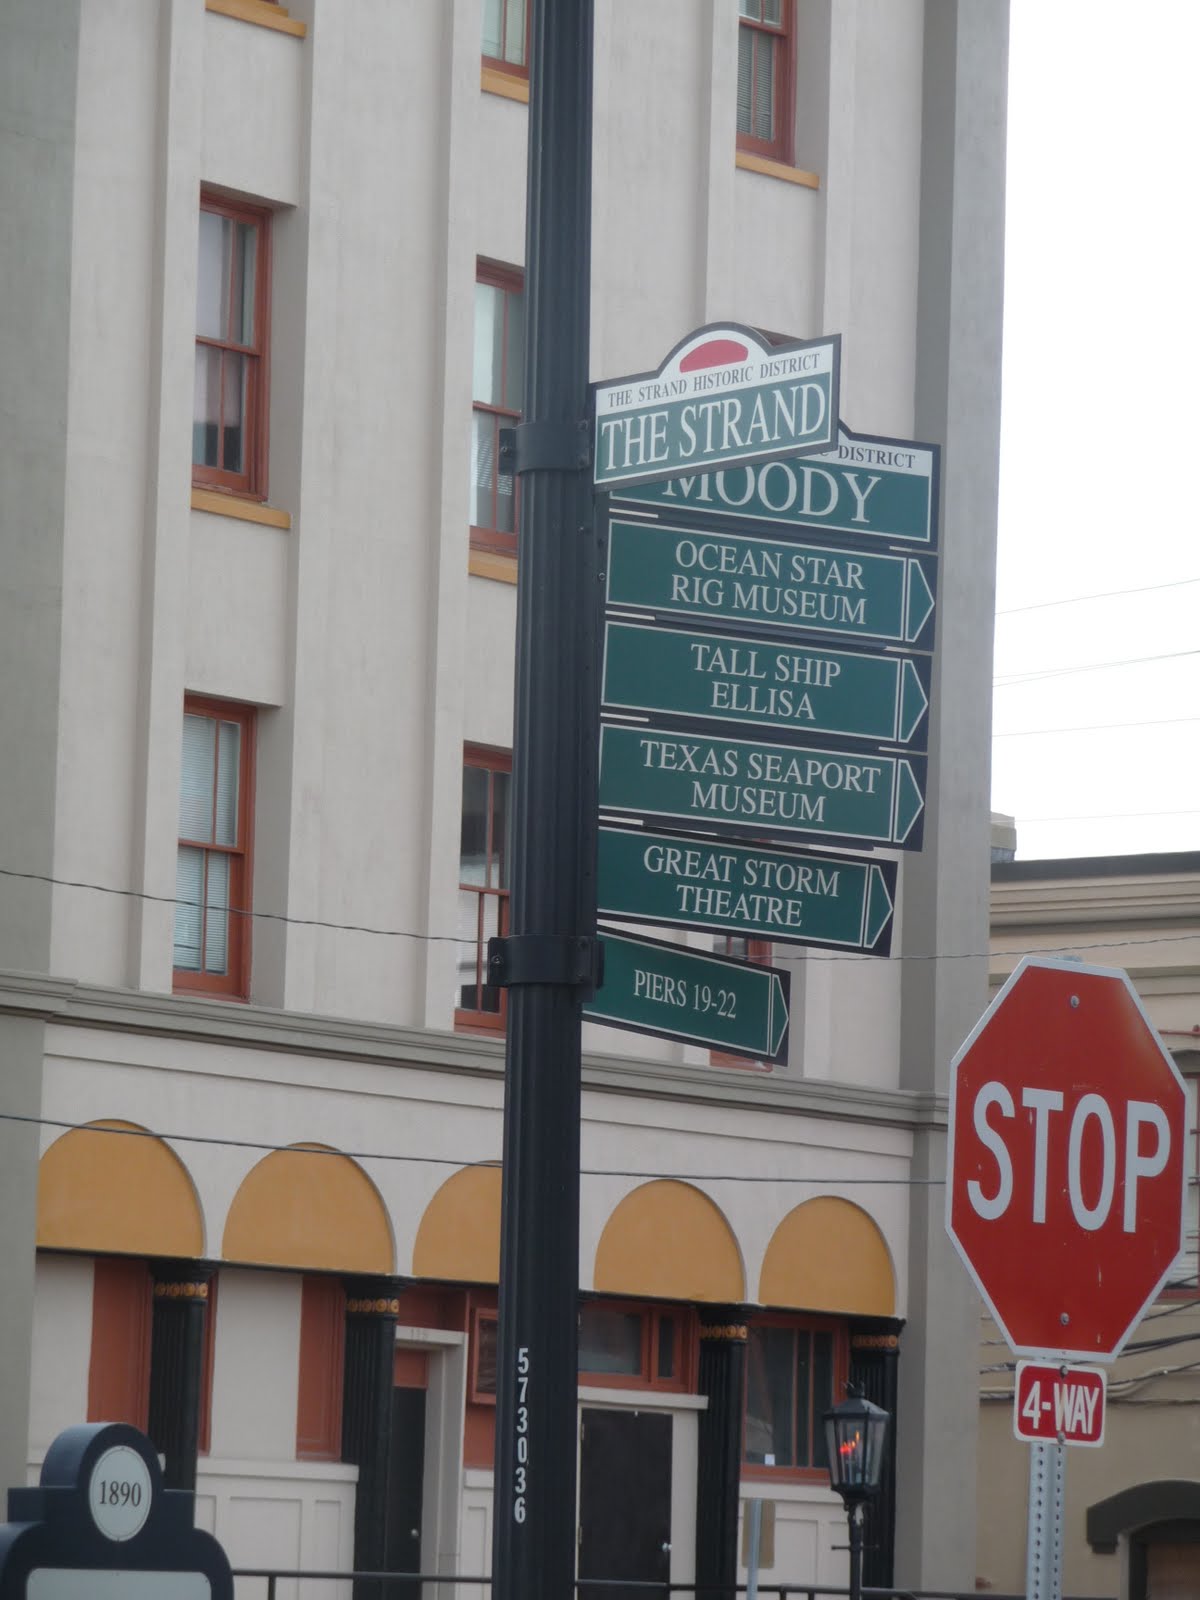 THE STRAND HISTORIC DISTRICT
THE STRAND
DISTRICT
MOODY
OCEAN STAR
RIG MUSEUM
TALL SHIP
ELLISA
TEXAS SEAPORT
MUSEUM
GREAT STORM
THEATRE
PIERS 19-22
STOP
4-WAY
573036
1890